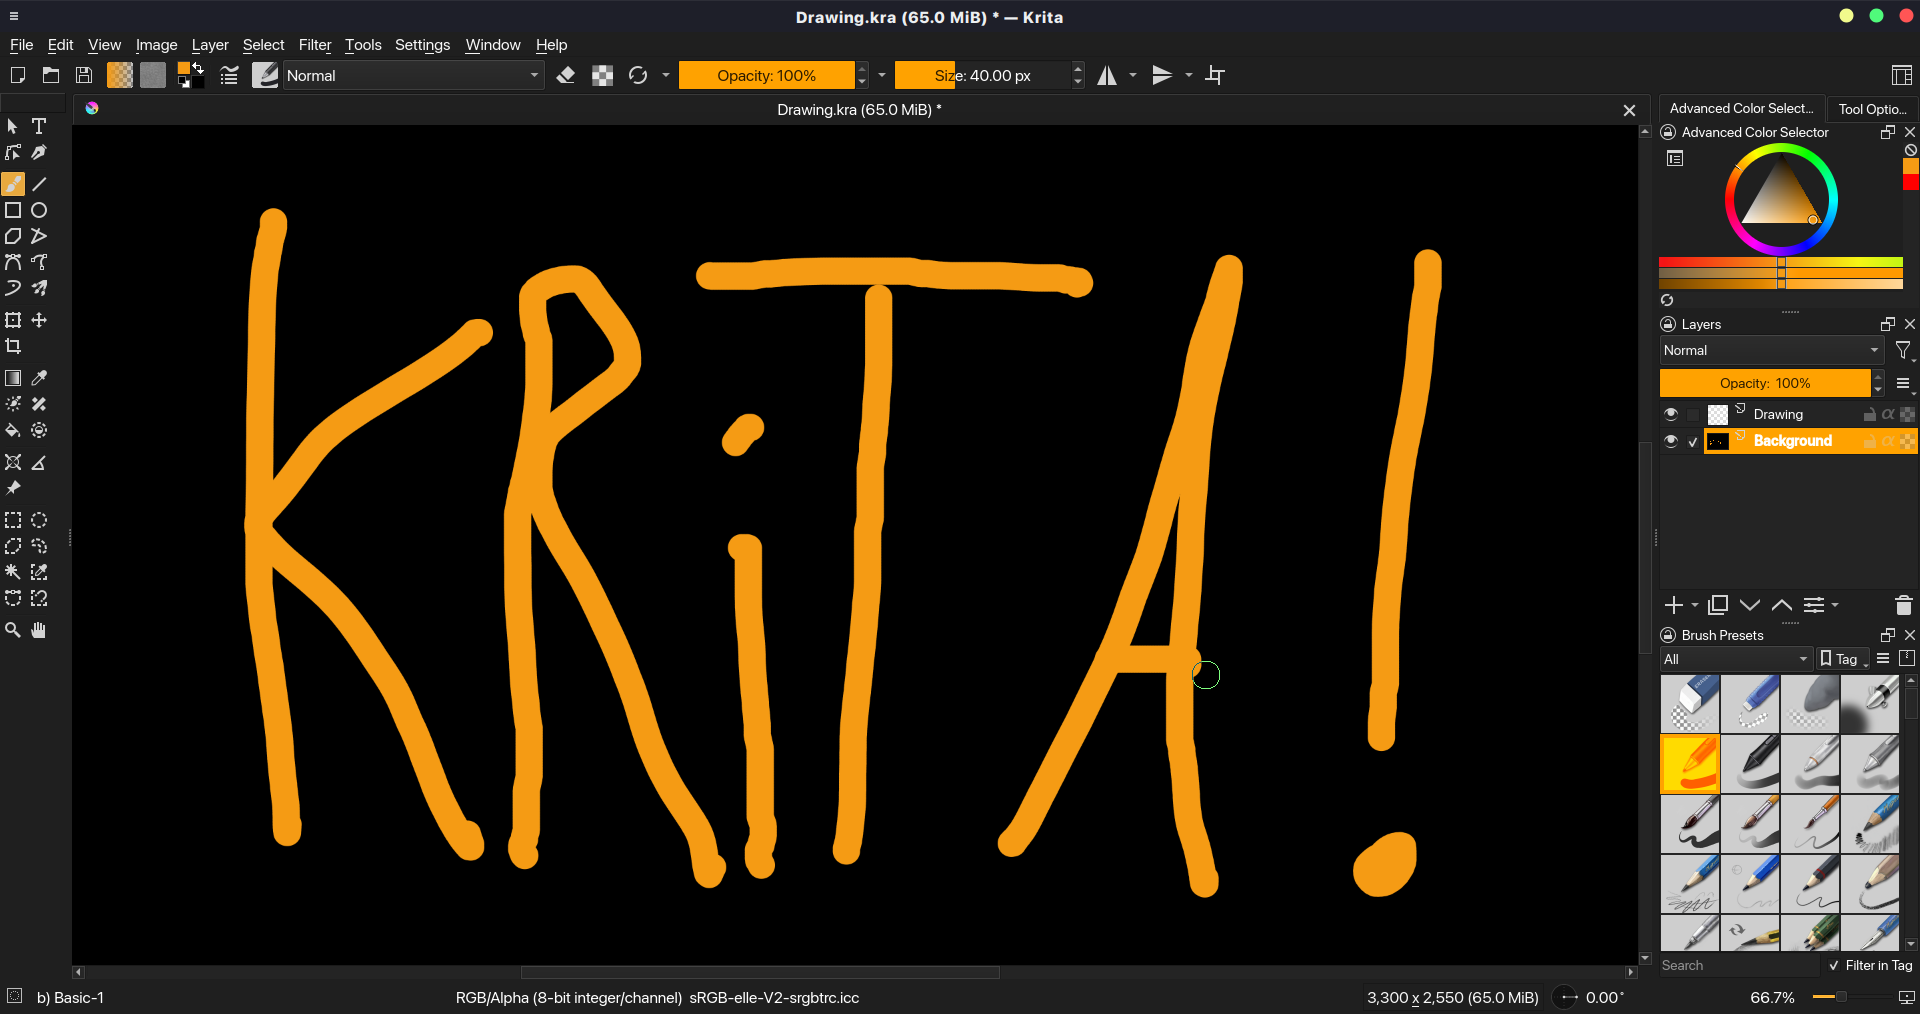 Drawing.kra (65.0 MiB) * — Krita
File Edit View Image Layer Select Filter Tools Settings Window Help
Normal Opacity: 100% Size: 40.00 px
Drawing.kra (65.0 MiB) *
Advanced Color Select... Tool Optio...
Advanced Color Selector
KRiTA!
Layers
Normal
Opacity: 100%
Drawing
Background
Brush Presets
All Tag
Search Filter in Tag
b) Basic-1 RGB/Alpha (8-bit integer/channel) sRGB-elle-V2-srgbtrc.icc 3,300 x 2,550 (65.0 MiB) 0.00° 66.7%